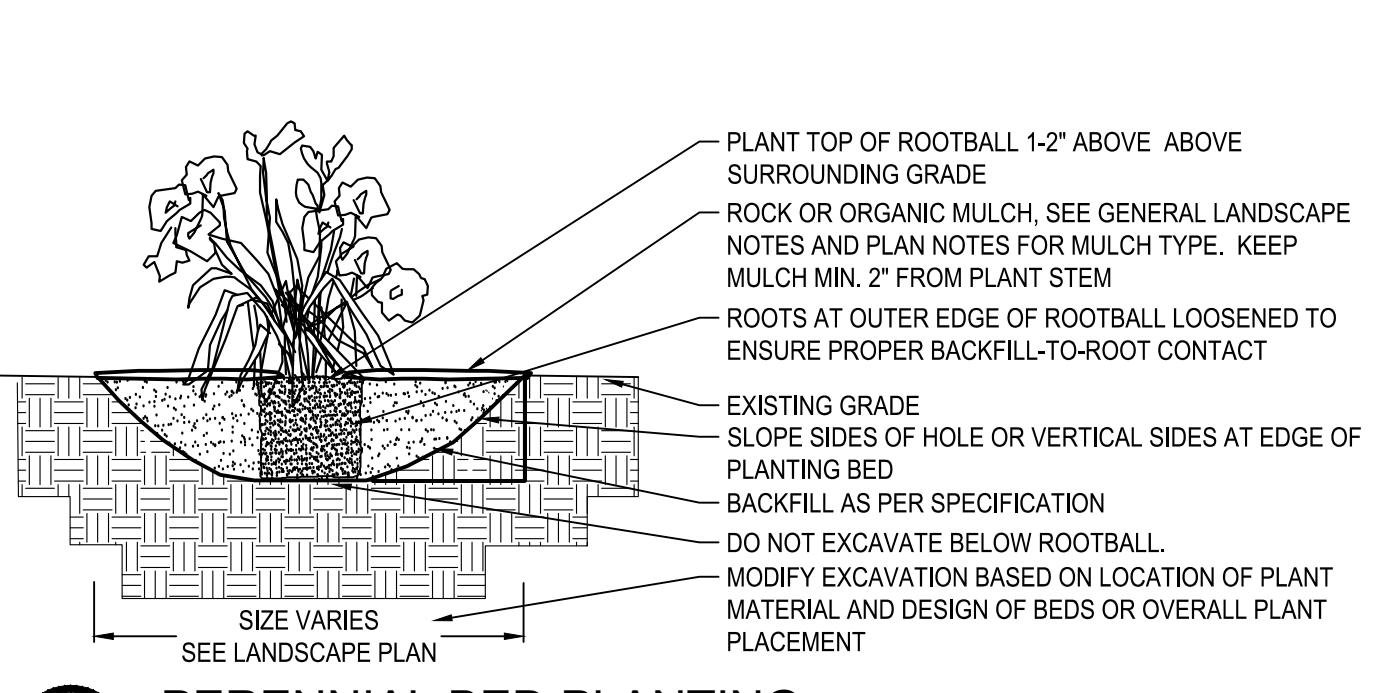 PLANT TOP OF ROOTBALL 1-2" ABOVE ABOVE
SURROUNDING GRADE
ROCK OR ORGANIC MULCH, SEE GENERAL LANDSCAPE
NOTES AND PLAN NOTES FOR MULCH TYPE. KEEP
MULCH MIN. 2" FROM PLANT STEM
ROOTS AT OUTER EDGE OF ROOTBALL LOOSENED TO
ENSURE PROPER BACKFILL-TO-ROOT CONTACT
EXISTING GRADE
SLOPE SIDES OF HOLE OR VERTICAL SIDES AT EDGE OF
PLANTING BED
BACKFILL AS PER SPECIFICATION
DO NOT EXCAVATE BELOW ROOTBALL.
MODIFY EXCAVATION BASED ON LOCATION OF PLANT
MATERIAL AND DESIGN OF BEDS OR OVERALL PLANT
PLACEMENT
SIZE VARIES
SEE LANDSCAPE PLAN
PERENNIAL BED PLANTING